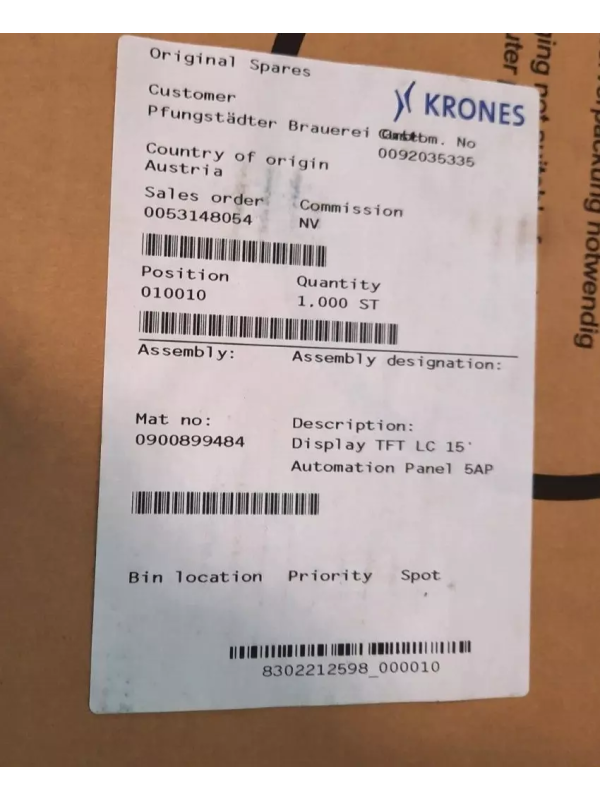 Original Spares
KRONES
Customer
Pfungstädter Brauerei
Custom. No
0092035335
Country of origin
Austria
Sales order
Commission
0053148054
NV
Position
Quantity
010010
1.000 ST
Assembly:
Assembly designation:
Mat no:
Description:
0900899484
Display TFT LC 15'
Automation Panel 5AP
Bin location Priority Spot
8302212598_000010
notwendig